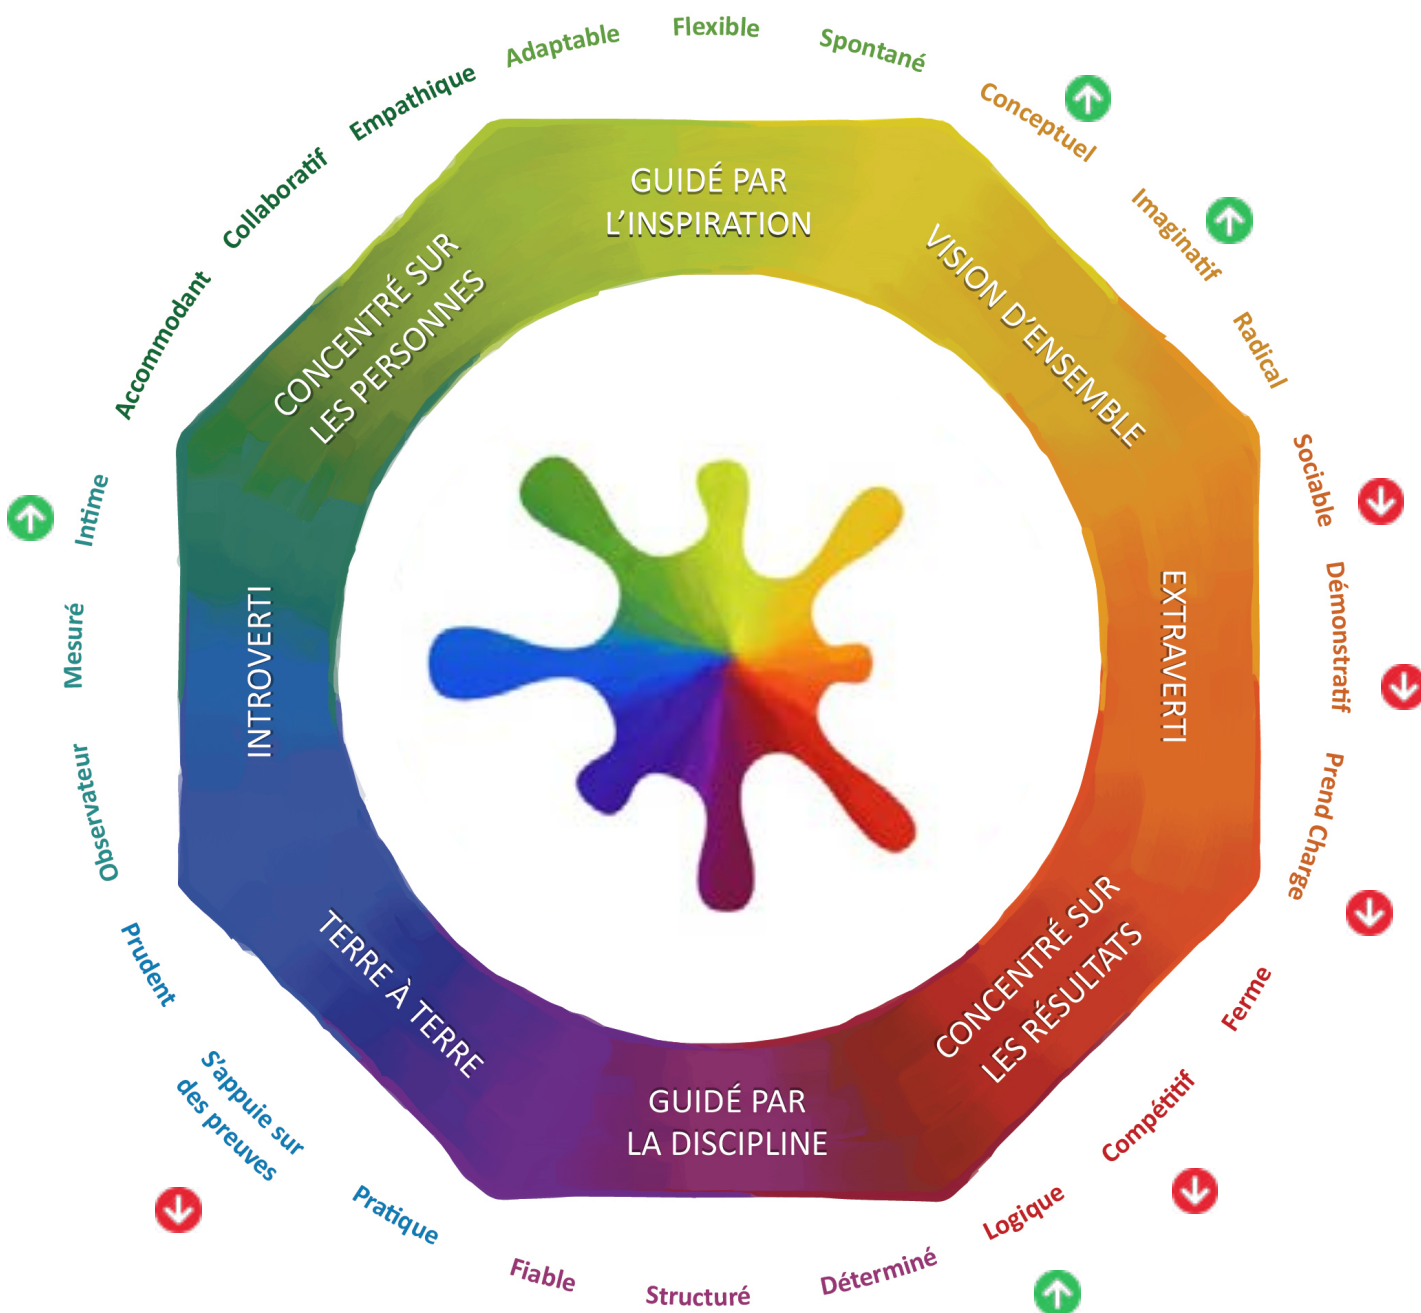 Adaptable
Flexible
Spontané
Conceptuel
Imaginatif
Radical
Sociable
Démonstratif
Prend Charge
Ferme
Compétitif
Logique
Déterminé
Structuré
Fiable
Pratique
S’appuie sur
des preuves
Prudent
Observateur
Mesuré
Intime
Accommodant
Collaboratif
Empathique
GUIDÉ PAR
L’INSPIRATION
VISION D’ENSEMBLE
EXTRAVERTI
CONCENTRÉ SUR
LES RÉSULTATS
GUIDÉ PAR
LA DISCIPLINE
TERRE À TERRE
INTROVERTI
CONCENTRÉ SUR
LES PERSONNES